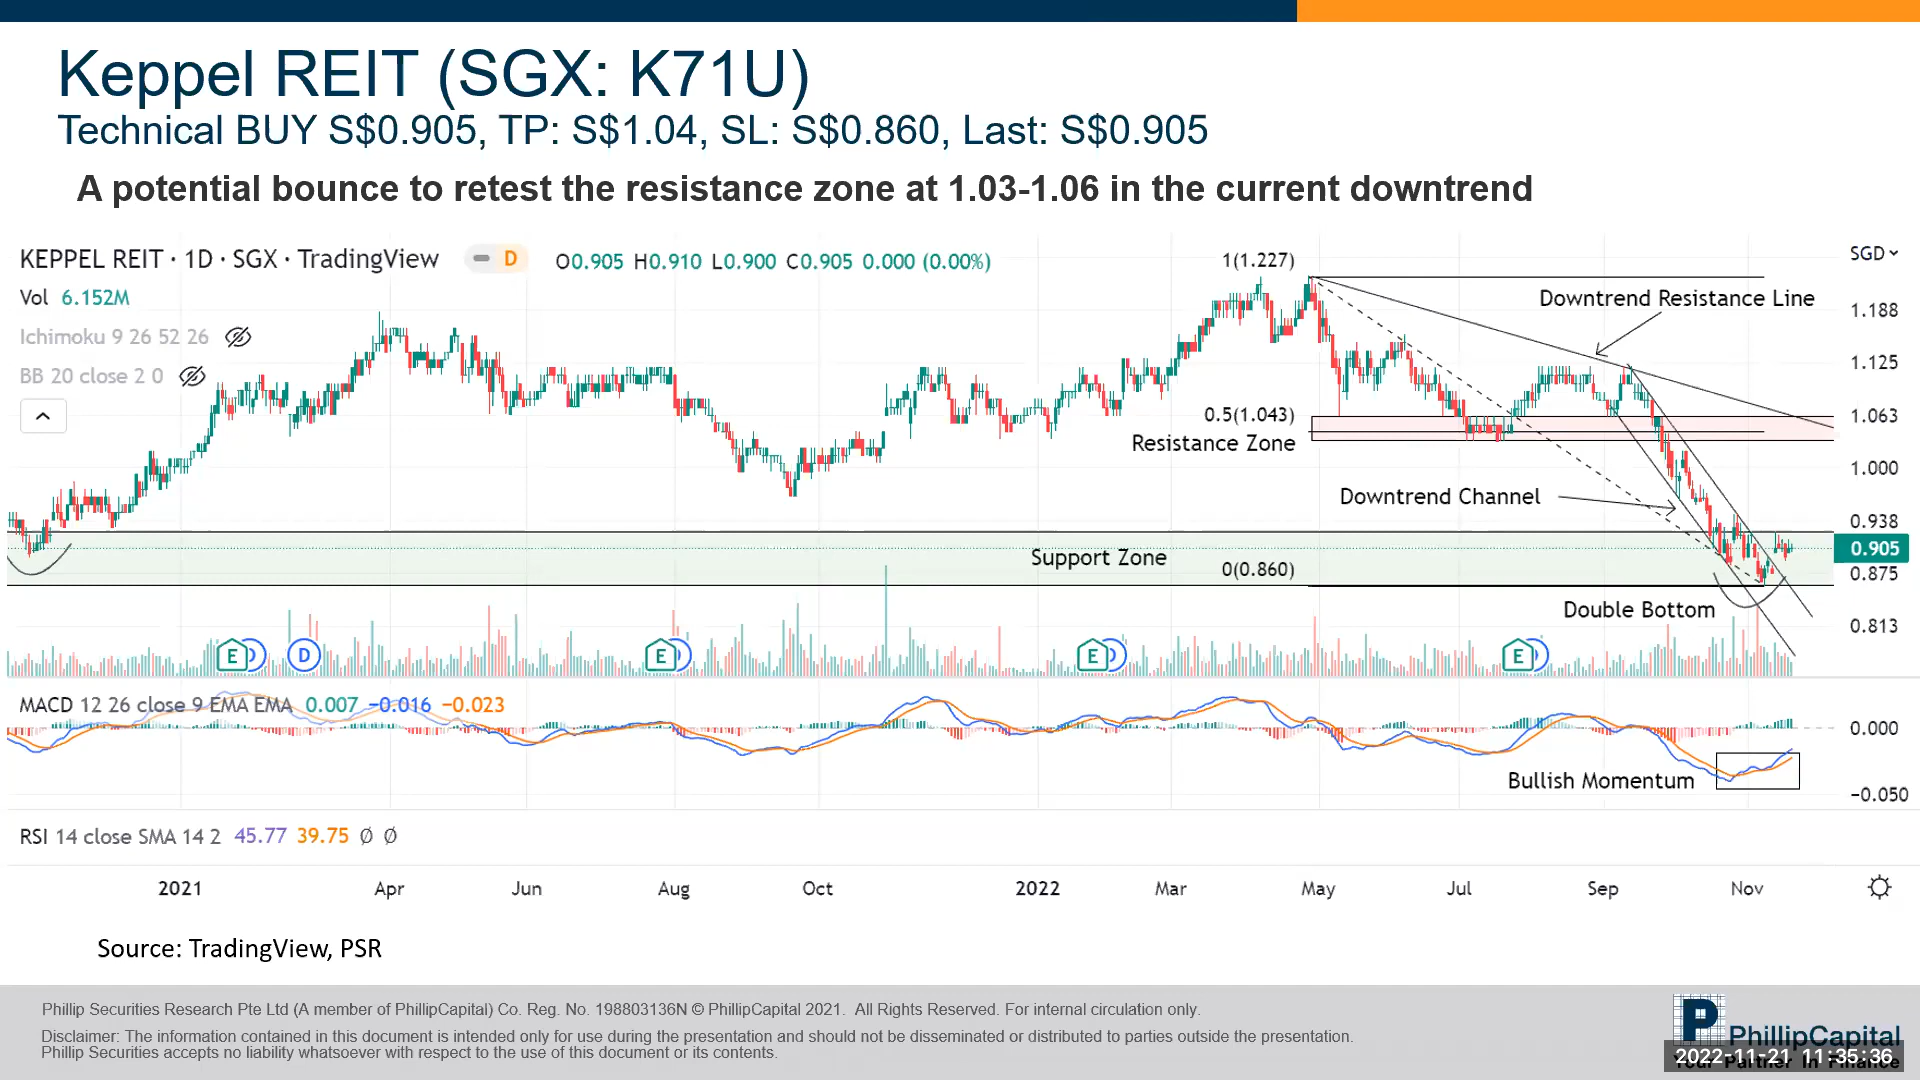 Keppel REIT (SGX: K71U)
Technical BUY S$0.905, TP: S$1.04, SL: S$0.860, Last: S$0.905
A potential bounce to retest the resistance zone at 1.03-1.06 in the current downtrend
KEPPEL REIT · 1D · SGX · TradingView D O0.905 H0.910 L0.900 C0.905 0.000 (0.00%)
Vol 6.152M
Ichimoku 9 26 52 26
BB 20 close 2 0
SGD
1(1.227)
Downtrend Resistance Line
1.188
1.125
0.5(1.043)
1.063
Resistance Zone
1.000
Downtrend Channel
0.938
0.905
Support Zone
0(0.860)
0.875
Double Bottom
0.813
E D D E D E D E D
MACD 12 26 close 9 EMA EMA 0.007 −0.016 −0.023
0.000
Bullish Momentum
−0.050
RSI 14 close SMA 14 2 45.77 39.75 Ø Ø
2021 Apr Jun Aug Oct 2022 Mar May Jul Sep Nov
Source: TradingView, PSR
Phillip Securities Research Pte Ltd (A member of PhillipCapital) Co. Reg. No. 198803136N © PhillipCapital 2021. All Rights Reserved. For internal circulation only.
Disclaimer: The information contained in this document is intended only for use during the presentation and should not be disseminated or distributed to parties outside the presentation.
Phillip Securities accepts no liability whatsoever with respect to the use of this document or its contents.
P
PhillipCapital
Your Partner In Finance
2022-11-21 11:35:36